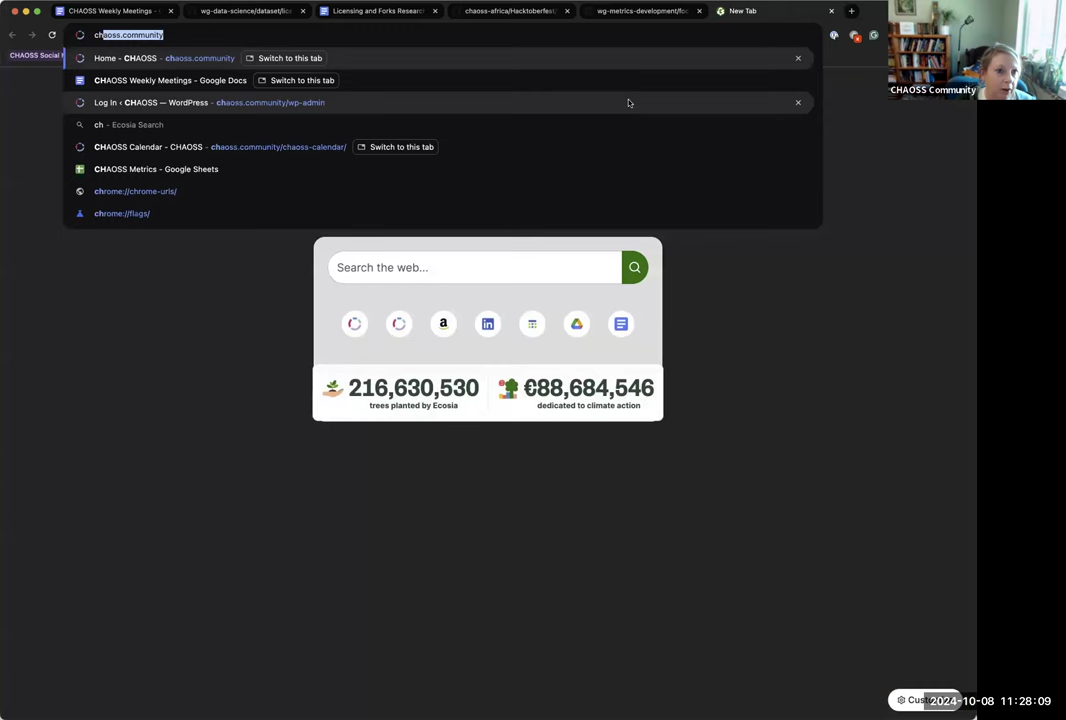 CHAOSS Weekly Meetings -
wg-data-science/dataset/lice
Licensing and Forks Research
chaoss-africa/Hacktoberfest/
wg-metrics-development/foc
New Tab
chaoss.community
CHAOSS Social
Home - CHAOSS - chaoss.community
Switch to this tab
CHAOSS Weekly Meetings - Google Docs
Switch to this tab
Log In ‹ CHAOSS — WordPress - chaoss.community/wp-admin
ch - Ecosia Search
CHAOSS Calendar - CHAOSS - chaoss.community/chaoss-calendar/
Switch to this tab
CHAOSS Metrics - Google Sheets
chrome://chrome-urls/
chrome://flags/
CHAOSS Community
Search the web...
216,630,530
trees planted by Ecosia
€88,684,546
dedicated to climate action
Cust
2024-10-08 11:28:09